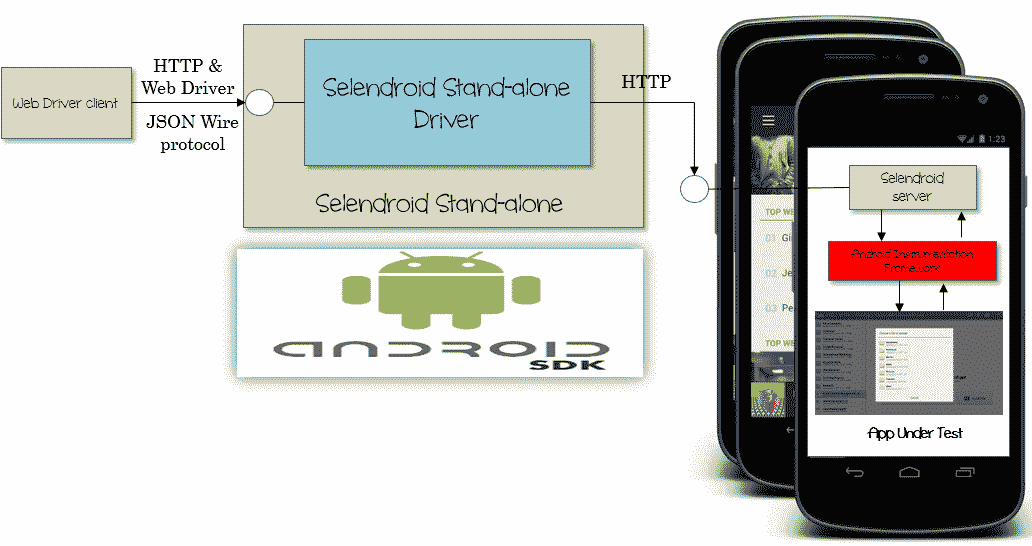 Web Driver client
HTTP &
Web Driver
JSON Wire
protocol
Selendroid Stand-alone
Driver
Selendroid Stand-alone
HTTP
ANDROID
SDK
TOP WE
01 Gi
02 Je
03 Pe
TOP WE
1:23
Selendroid
server
Android Instrumentation
Framework
App Under Test